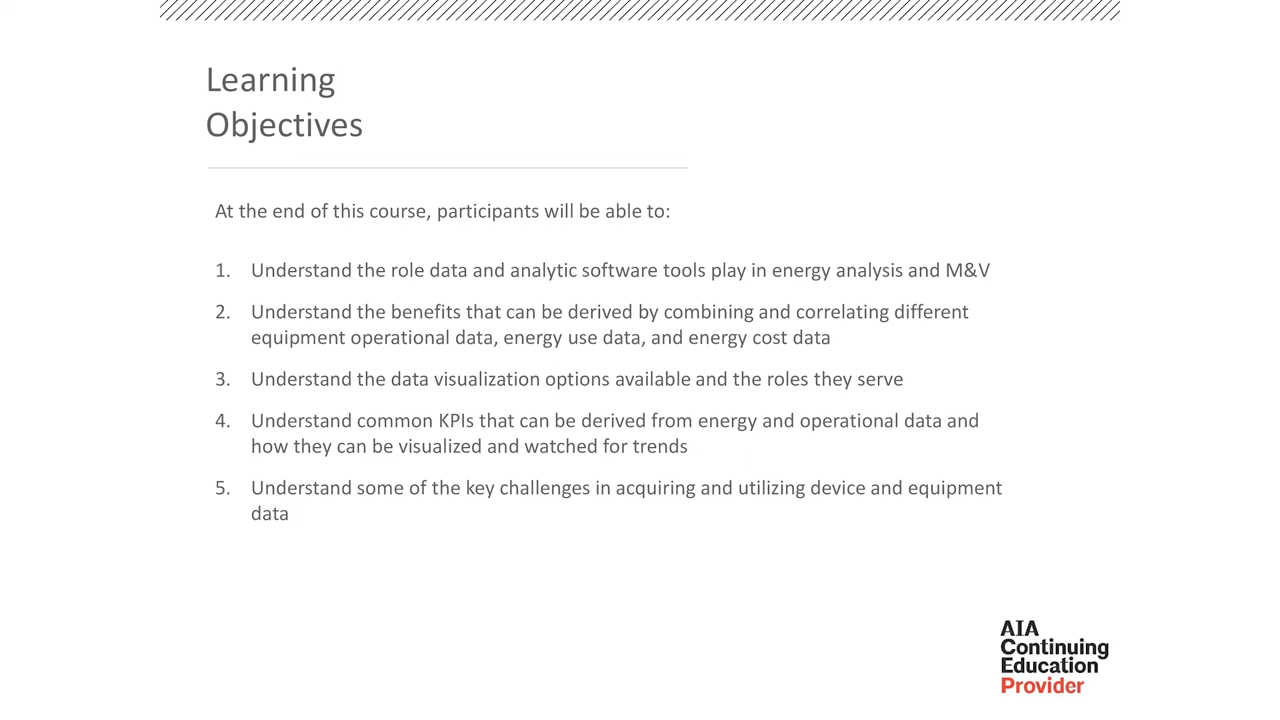 Learning
Objectives
At the end of this course, participants will be able to:
1. Understand the role data and analytic software tools play in energy analysis and M&V
2. Understand the benefits that can be derived by combining and correlating different
equipment operational data, energy use data, and energy cost data
3. Understand the data visualization options available and the roles they serve
4. Understand common KPIs that can be derived from energy and operational data and
how they can be visualized and watched for trends
5. Understand some of the key challenges in acquiring and utilizing device and equipment
data
AIA
Continuing
Education
Provider